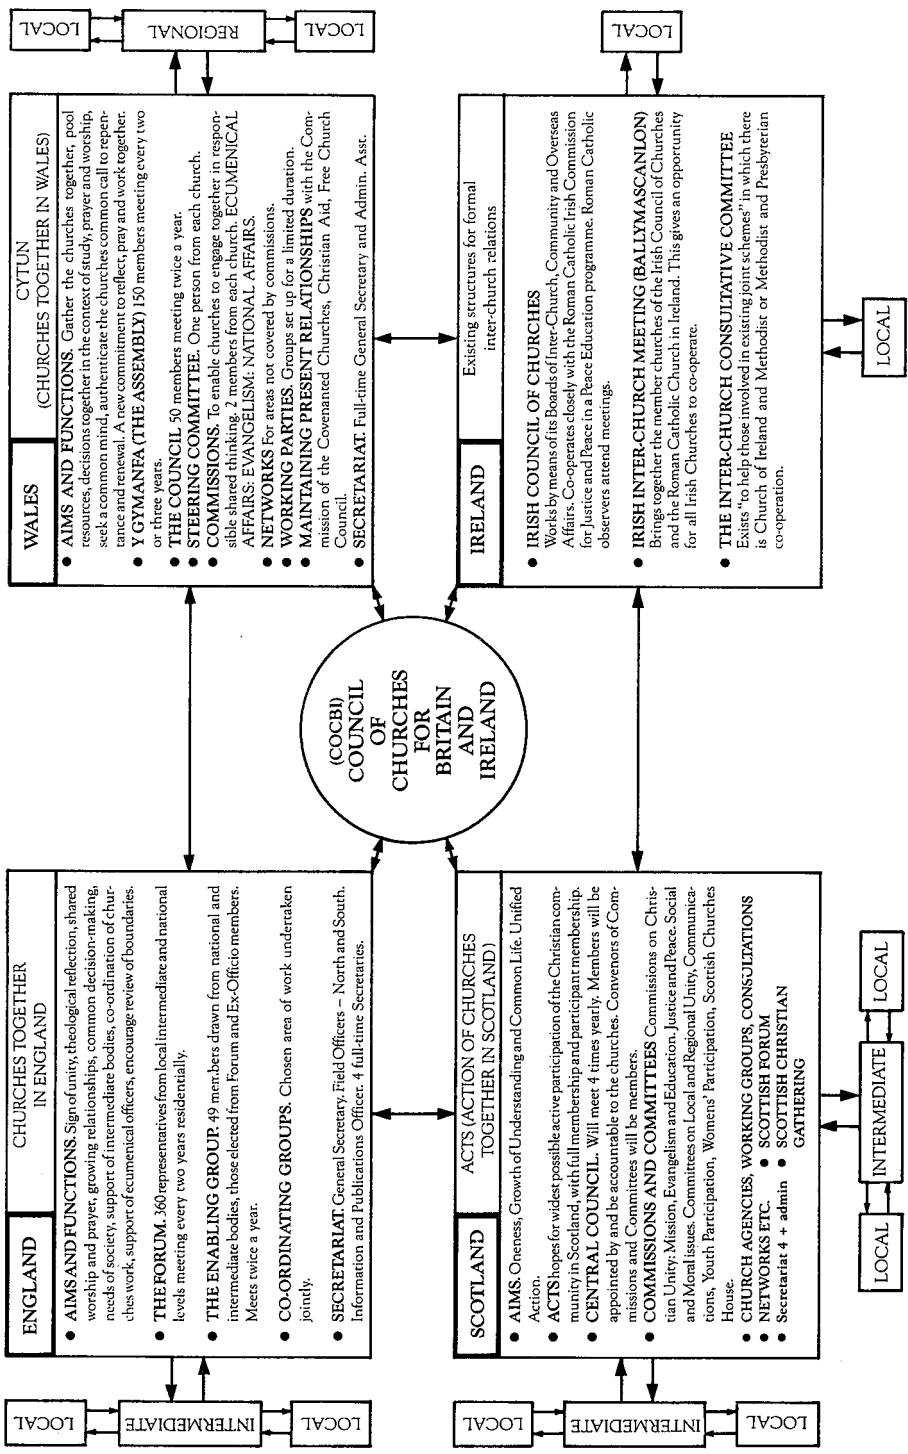 ENGLAND
CHURCHES TOGETHER
IN ENGLAND
● AIMS AND FUNCTIONS. Sign of unity, theological reflection, shared
worship and prayer, growing relationships, common decision-making,
needs of society, support of intermediate bodies, co-ordination of chur-
ches work, support of ecumenical officers, encourage review of boundaries.
● THE FORUM. 360 representatives from local intermediate and national
levels meeting every two years residentially.
● THE ENABLING GROUP. 49 members drawn from national and
intermediate bodies, those elected from Forum and Ex-Officio members.
Meets twice a year.
● CO-ORDINATING GROUPS. Chosen area of work undertaken
jointly.
● SECRETARIAT. General Secretary. Field Officers – North and South.
Information and Publications Officer. 4 full-time Secretaries.
LOCAL
INTERMEDIATE
LOCAL
WALES
CYTUN
(CHURCHES TOGETHER IN WALES)
● AIMS AND FUNCTIONS. Gather the churches together, pool
resources, decisions together in the context of study, prayer and worship,
seek a common mind, authenticate the churches common call to repen-
tance and renewal. A new commitment to reflect, pray and work together.
● Y GYMANFA (THE ASSEMBLY) 150 members meeting every two
or three years.
● THE COUNCIL 50 members meeting twice a year.
● STEERING COMMITTEE. One person from each church.
● COMMISSIONS. To enable churches to engage together in respon-
sible shared thinking. 2 members from each church. ECUMENICAL
AFFAIRS: EVANGELISM: NATIONAL AFFAIRS.
● NETWORKS For areas not covered by commissions.
● WORKING PARTIES. Groups set up for a limited duration.
● MAINTAINING PRESENT RELATIONSHIPS with the Com-
mission of the Covenanted Churches, Christian Aid, Free Church
Council.
● SECRETARIAT. Full-time General Secretary and Admin. Asst.
LOCAL
REGIONAL
LOCAL
(COCBI)
COUNCIL
OF
CHURCHES
FOR
BRITAIN
AND
IRELAND
SCOTLAND
ACTS (ACTION OF CHURCHES
TOGETHER IN SCOTLAND)
● AIMS. Oneness, Growth of Understanding and Common Life. Unified
Action.
● ACTS hopes for widest possible active participation of the Christian com-
munity in Scotland, with full membership and participant membership.
● CENTRAL COUNCIL. Will meet 4 times yearly. Members will be
appointed by and be accountable to the churches. Convenors of Com-
missions and Committees will be members.
● COMMISSIONS AND COMMITTEES Commissions on Chris-
tian Unity: Mission, Evangelism and Education. Justice and Peace. Social
and Moral issues. Committees on Local and Regional Unity, Communica-
tions, Youth Participation, Womens' Participation, Scottish Churches
House.
● CHURCH AGENCIES, WORKING GROUPS, CONSULTATIONS
● NETWORKS ETC. ● SCOTTISH FORUM
● Secretariat 4 + admin ● SCOTTISH CHRISTIAN
GATHERING
LOCAL
INTERMEDIATE
LOCAL
LOCAL
INTERMEDIATE
LOCAL
IRELAND
Existing structures for formal
inter-church relations
● IRISH COUNCIL OF CHURCHES
Works by means of its Boards of Inter-Church, Community and Overseas
Affairs. Co-operates closely with the Roman Catholic Irish Commission
for Justice and Peace in a Peace Education programme. Roman Catholic
observers attend meetings.
● IRISH INTER-CHURCH MEETING (BALLYMASCANLON)
Brings together the member churches of the Irish Council of Churches
and the Roman Catholic Church in Ireland. This gives an opportunity
for all Irish Churches to co-operate.
● THE INTER-CHURCH CONSULTATIVE COMMITTEE
Exists "to help those involved in existing joint schemes" in which there
is Church of Ireland and Methodist or Methodist and Presbyterian
co-operation.
LOCAL
LOCAL